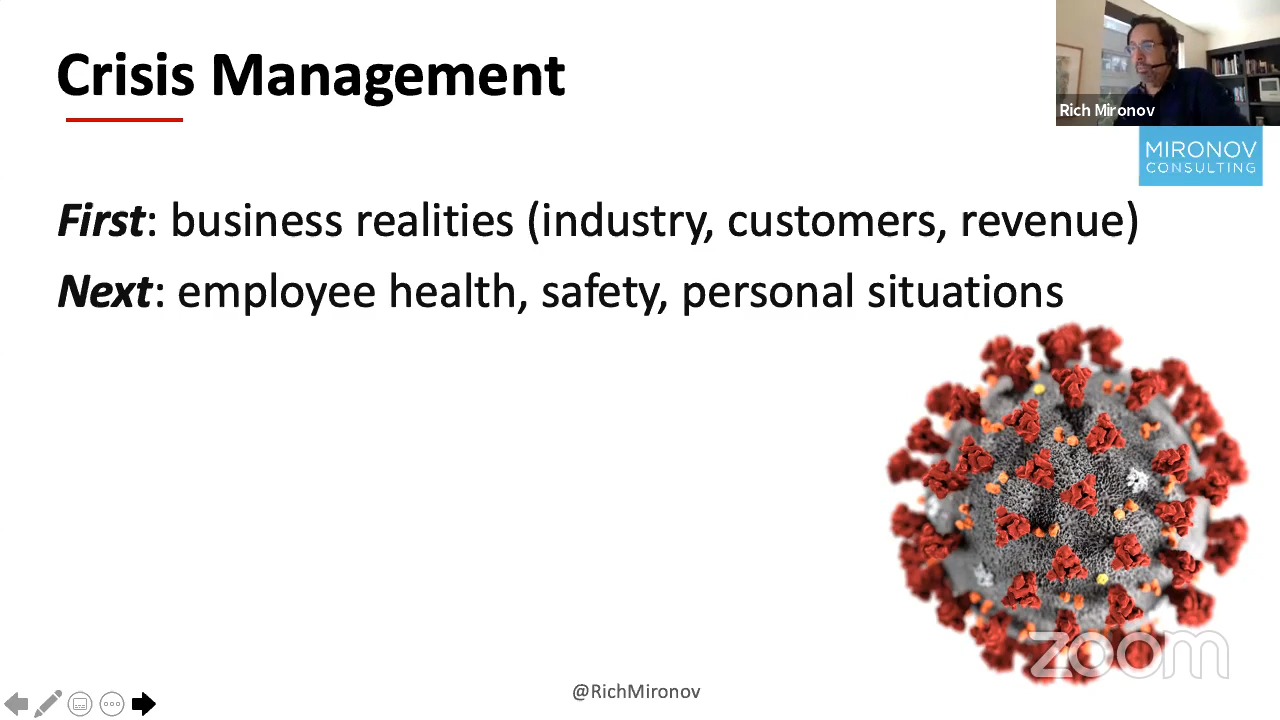 Crisis Management
Rich Mironov
MIRONOV
CONSULTING
First: business realities (industry, customers, revenue)
Next: employee health, safety, personal situations
zoom
@RichMironov